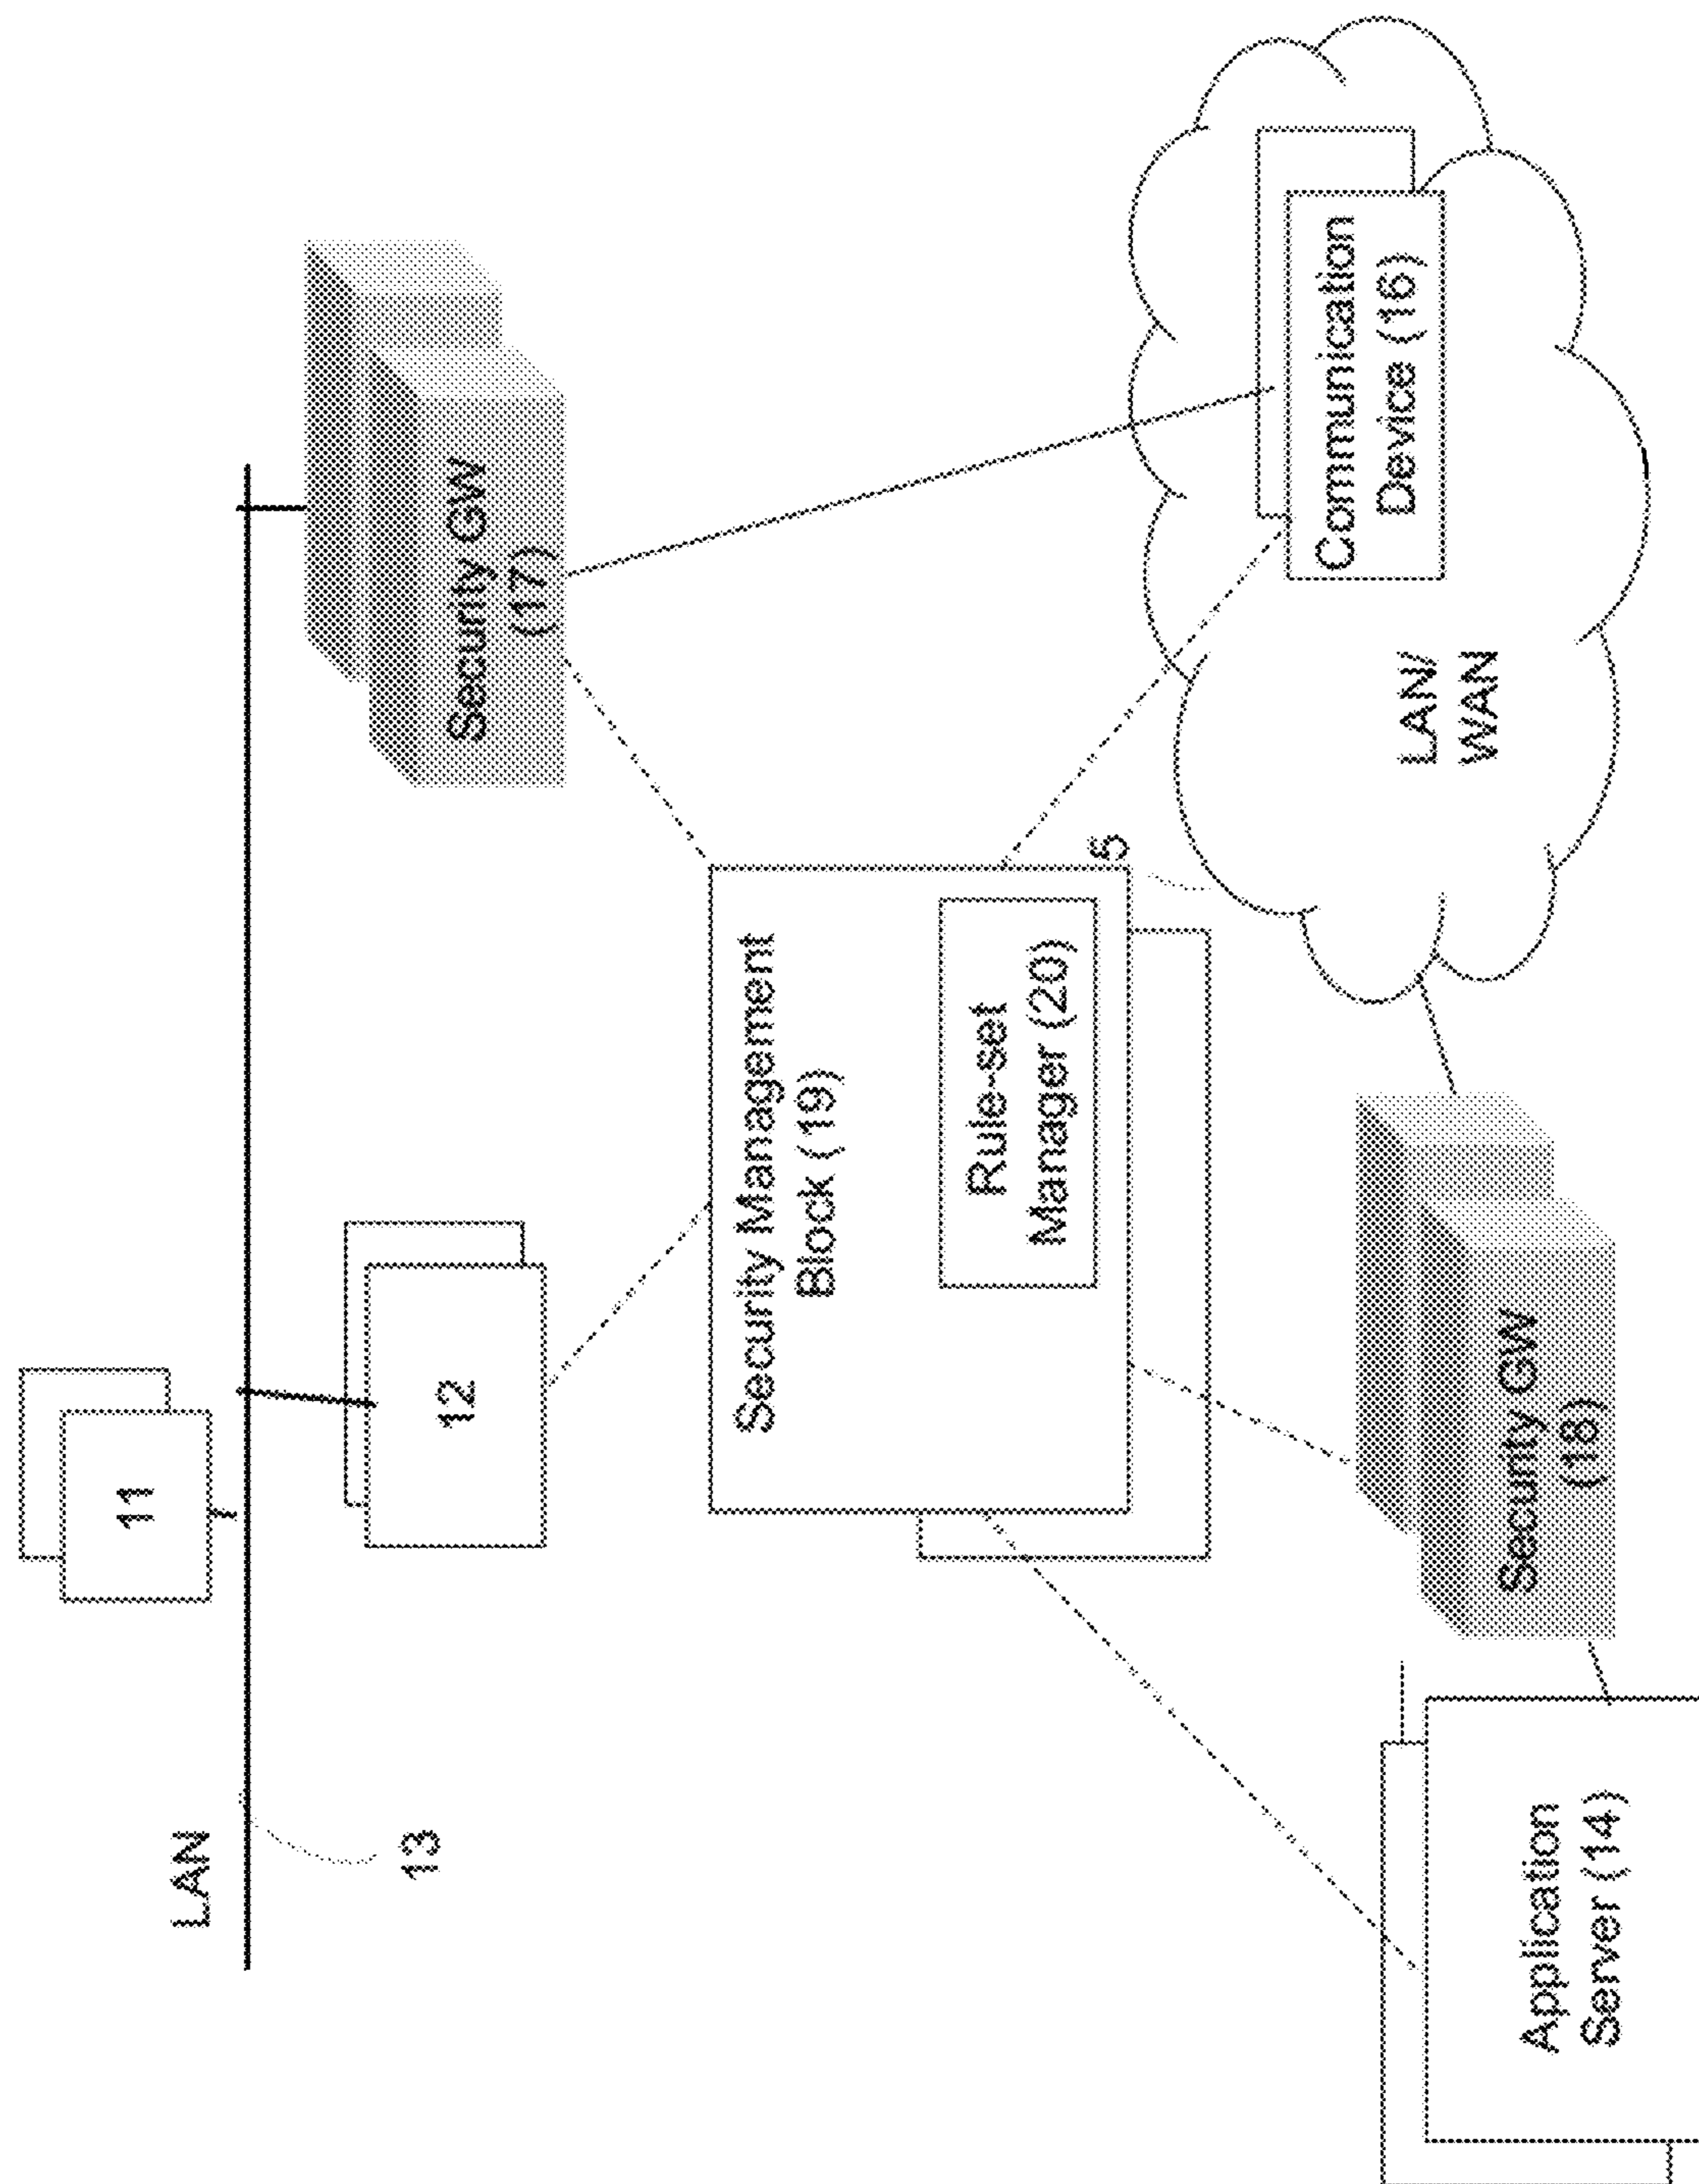 LAN
13
11
12
Security GW
(17)
Security Management
Block (19)
Rule-set
Manager (20)
5
Communication
Device (16)
LAN/
WAN
Security GW
(18)
Application
Server (14)